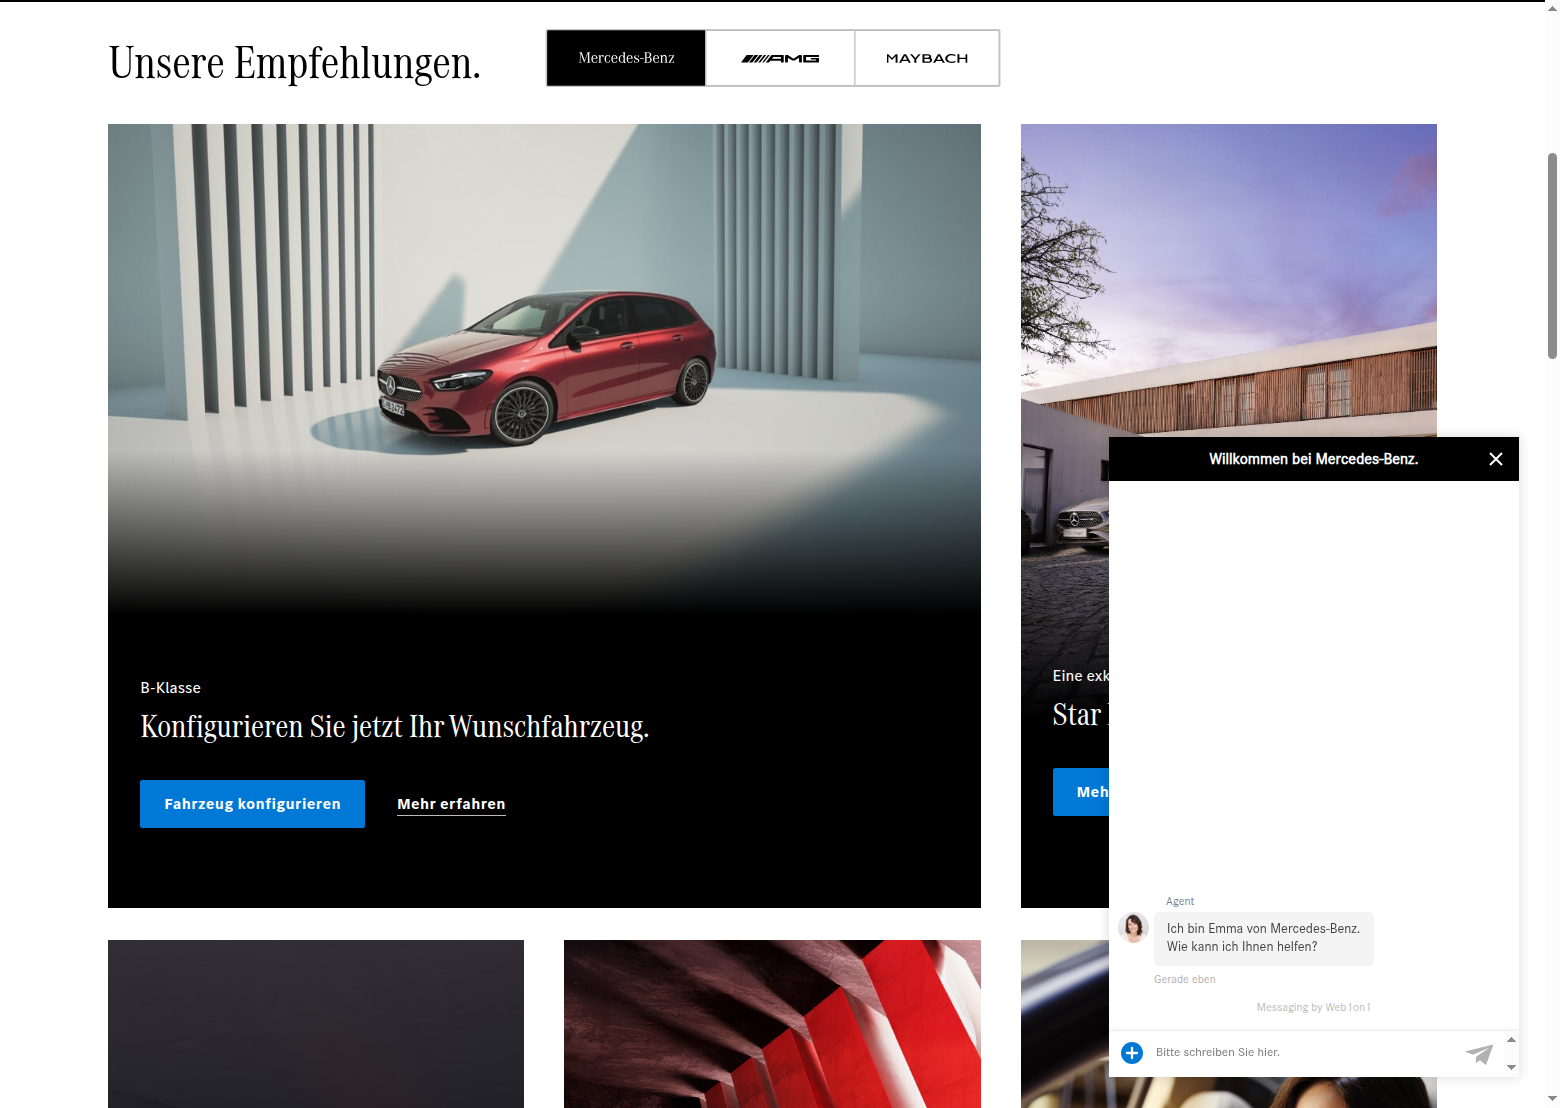 Unsere Empfehlungen.
Mercedes-Benz
AMG
MAYBACH
B-Klasse
Konfigurieren Sie jetzt Ihr Wunschfahrzeug.
Fahrzeug konfigurieren
Mehr erfahren
Eine
Star
Willkommen bei Mercedes-Benz.
Agent
Ich bin Emma von Mercedes-Benz.
Wie kann ich Ihnen helfen?
Gerade eben
Messaging by Web1on1
Bitte schreiben Sie hier.